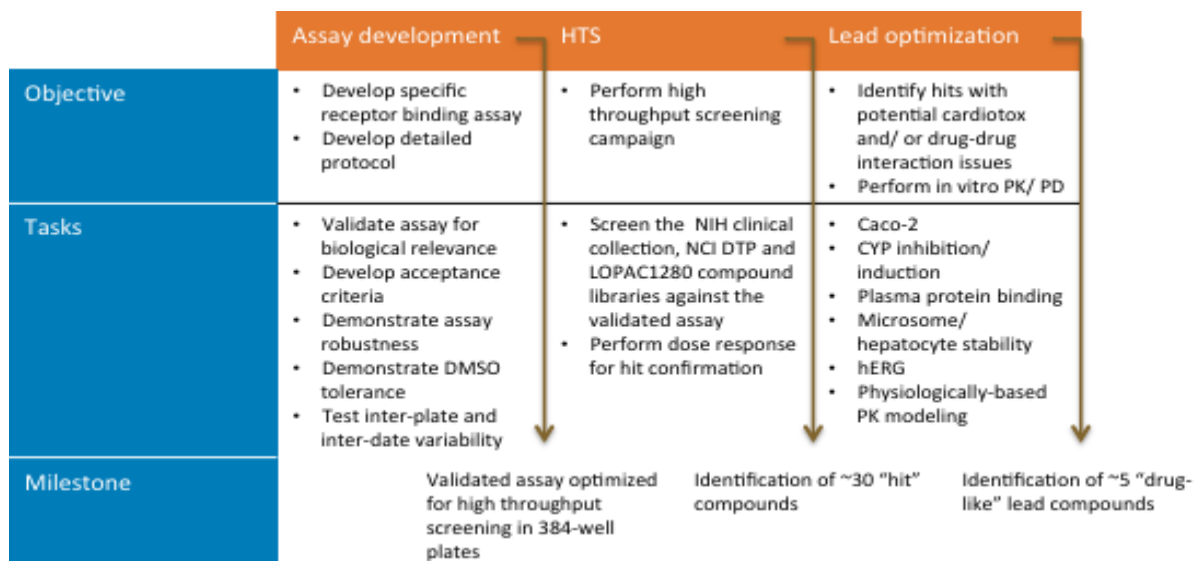 Assay development
HTS
Lead optimization
Objective
• Develop specific
receptor binding assay
• Develop detailed
protocol
• Perform high
throughput screening
campaign
• Identify hits with
potential cardiotox
and/ or drug-drug
interaction issues
• Perform in vitro PK/ PD
Tasks
• Validate assay for
biological relevance
• Develop acceptance
criteria
• Demonstrate assay
robustness
• Demonstrate DMSO
tolerance
• Test inter-plate and
inter-date variability
• Screen the NIH clinical
collection, NCI DTP and
LOPAC1280 compound
libraries against the
validated assay
• Perform dose response
for hit confirmation
• Caco-2
• CYP inhibition/
induction
• Plasma protein binding
• Microsome/
hepatocyte stability
• hERG
• Physiologically-based
PK modeling
Milestone
Validated assay optimized
for high throughput
screening in 384-well
plates
Identification of ~30 “hit”
compounds
Identification of ~5 “drug-
like” lead compounds